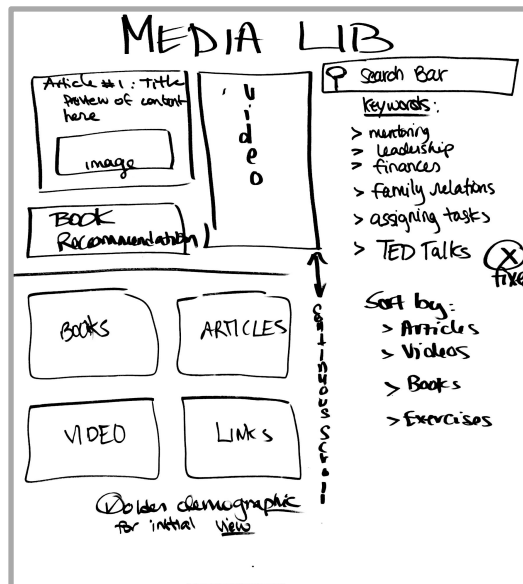 MEDIA LIB
Article #1: Title
preview of content
here
image
BOOK
Recommendation
video
Search Bar
Keywords:
> mentoring
> leadership
> finances
> family relations
> assigning tasks
> TED Talks
X
fixed
Sort by:
> Articles
> Videos
> Books
> Exercises
BOOKS
ARTICLES
VIDEO
LINKS
Continuous Scroll
older demographic
for initial view